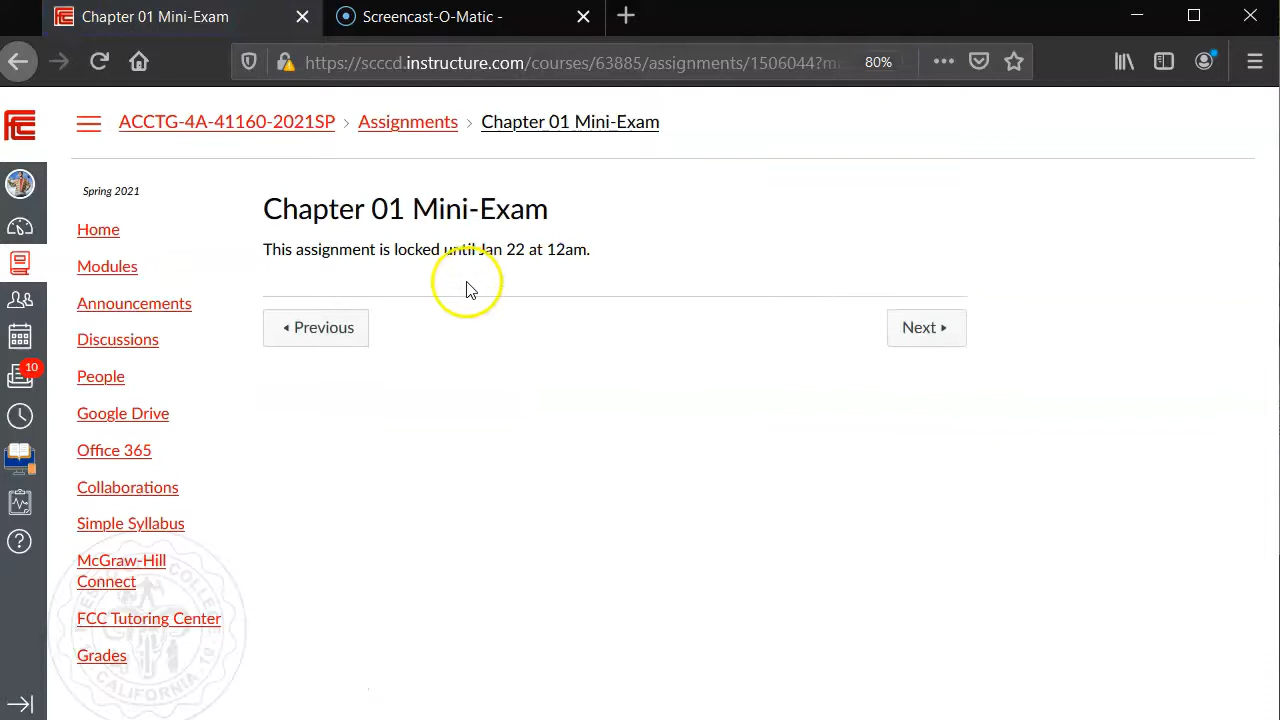 Chapter 01 Mini-Exam
Screencast-O-Matic -
https://scccd.instructure.com/courses/63885/assignments/1506044?m
80%
ACCTG-4A-41160-2021SP > Assignments > Chapter 01 Mini-Exam
Spring 2021
Home
Modules
Announcements
Discussions
People
Google Drive
Office 365
Collaborations
Simple Syllabus
McGraw-Hill
Connect
FCC Tutoring Center
Grades
10
Chapter 01 Mini-Exam
This assignment is locked until Jan 22 at 12am.
Previous
Next
CALIFORNIA